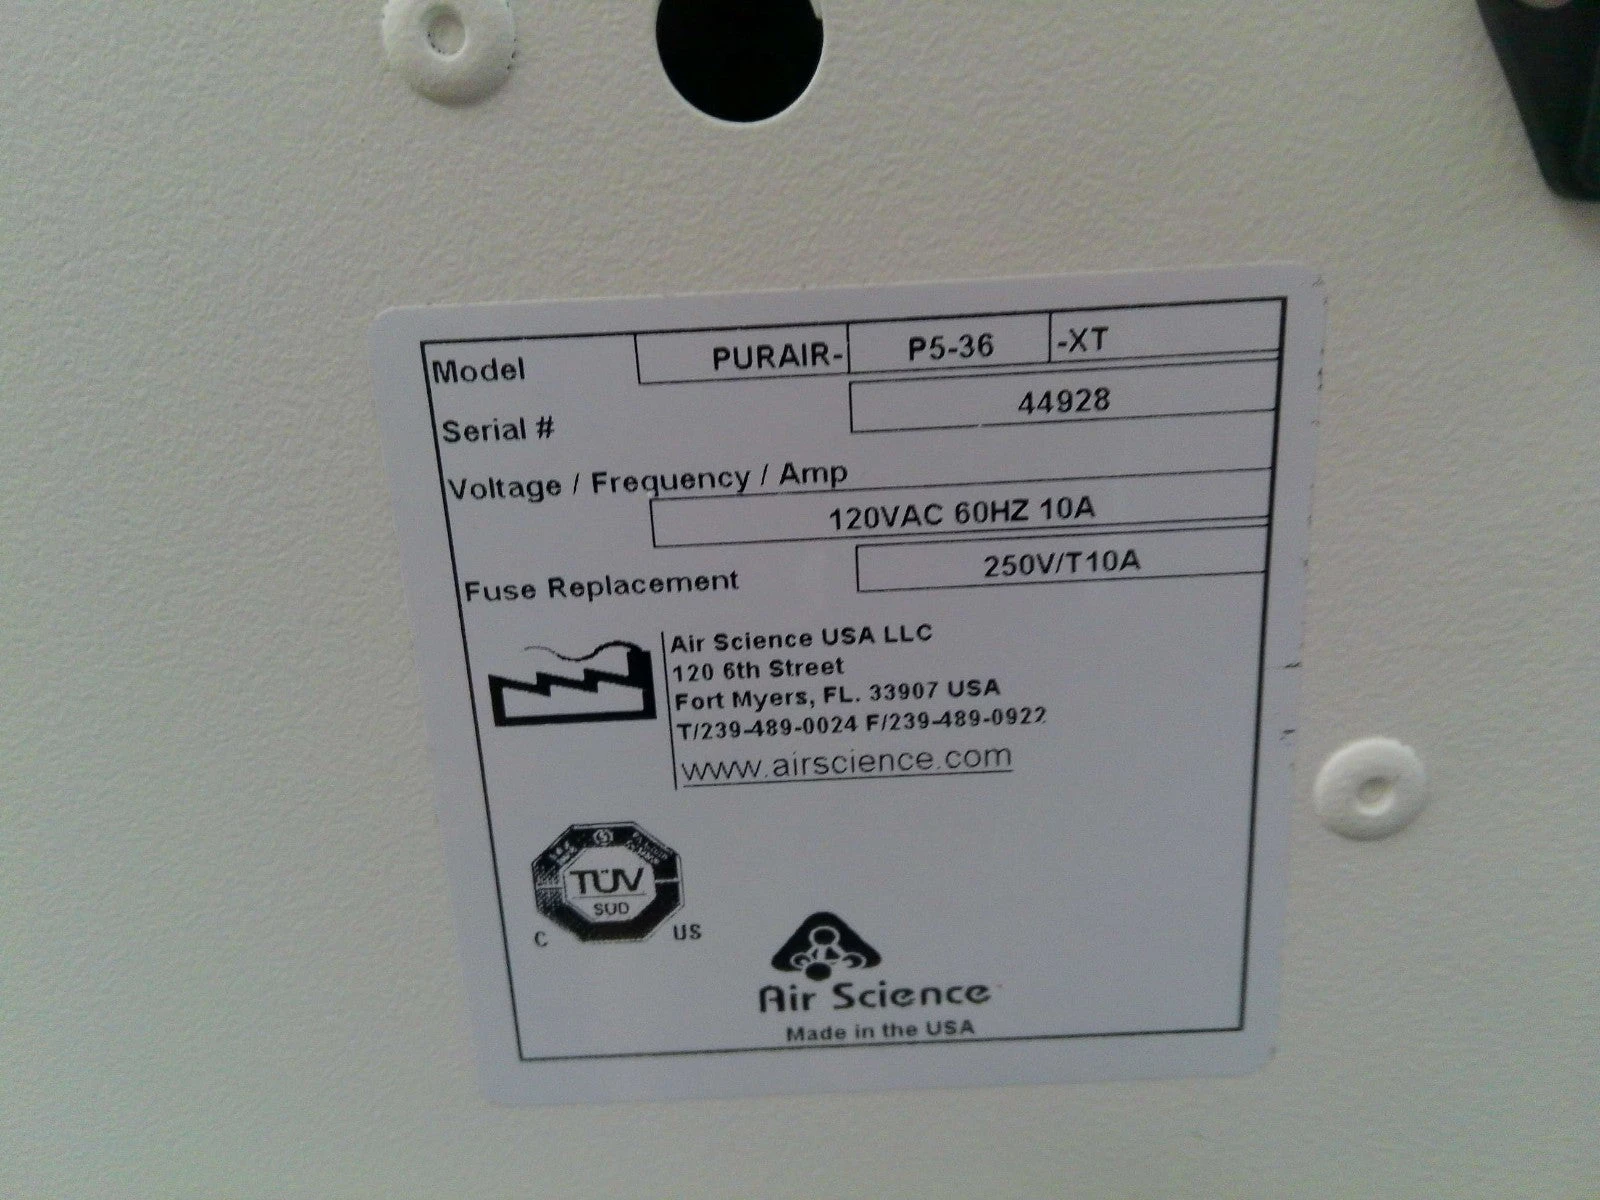 Model PURAIR- P5-36 -XT
Serial # 44928
Voltage / Frequency / Amp
120VAC 60HZ 10A
Fuse Replacement 250V/T10A
Air Science USA LLC
120 6th Street
Fort Myers, FL. 33907 USA
T/239-489-0024 F/239-489-0922
www.airscience.com
TÜV
SÜD
C US
Air Science
Made in the USA